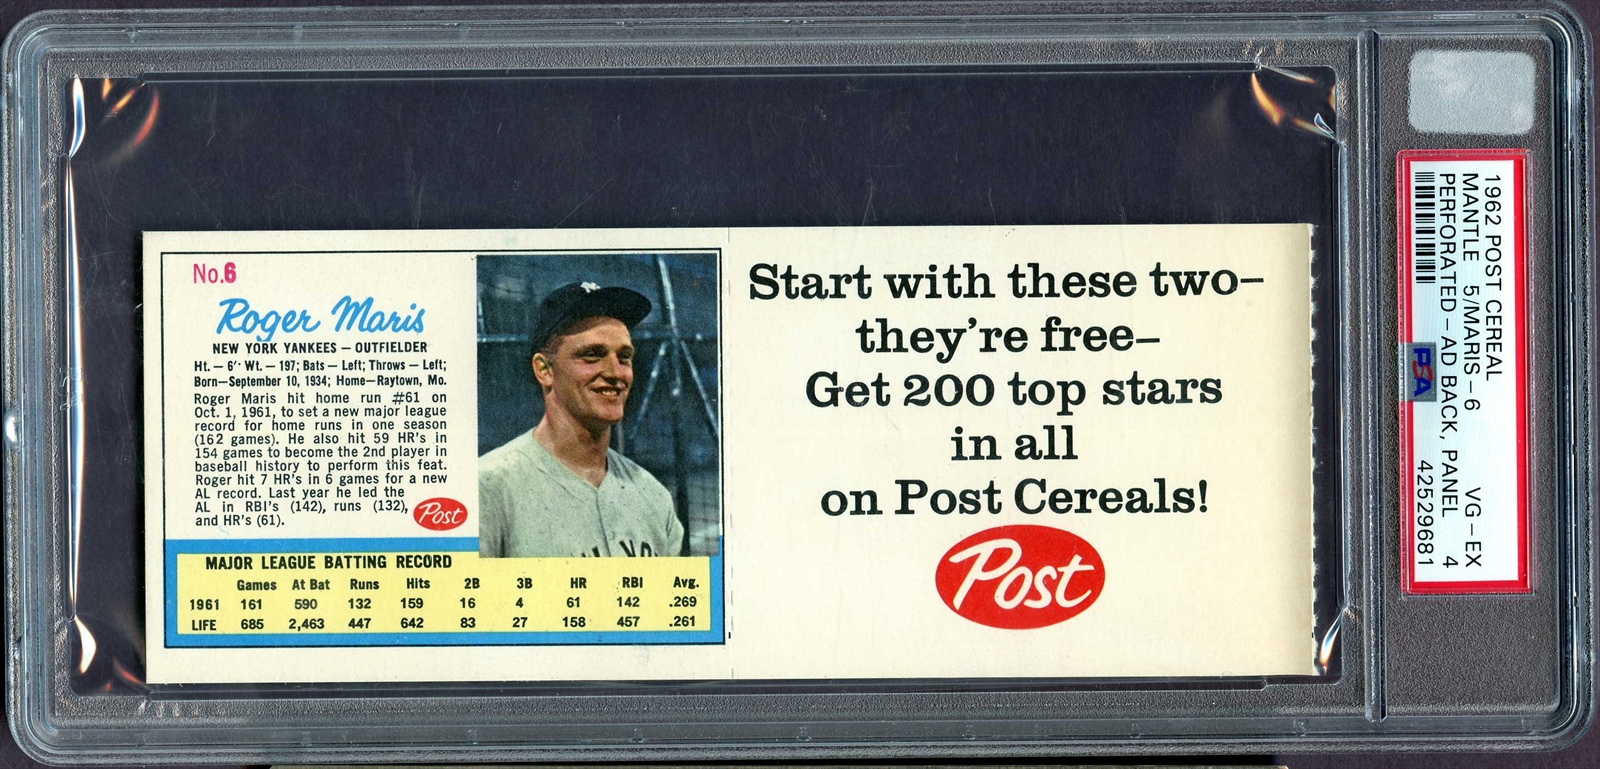 No.6
Roger Maris
NEW YORK YANKEES – OUTFIELDER
Ht. – 6'· Wt. – 197; Bats – Left; Throws – Left;
Born–September 10, 1934; Home–Raytown, Mo.
Roger Maris hit home run #61 on
Oct. 1, 1961, to set a new major league
record for home runs in one season
(162 games). He also hit 59 HR's in
154 games to become the 2nd player in
baseball history to perform this feat.
Roger hit 7 HR's in 6 games for a new
AL record. Last year he led the
AL in RBI's (142), runs (132),
and HR's (61).
Post
MAJOR LEAGUE BATTING RECORD
Games At Bat Runs Hits 2B 3B HR RBI Avg.
1961 161 590 132 159 16 4 61 142 .269
LIFE 685 2,463 447 642 83 27 158 457 .261
Start with these two–
they're free–
Get 200 top stars
in all
on Post Cereals!
Post
1962 POST CEREAL VG–EX
MANTLE 5/MARIS–6 4
PERFORATED–AD BACK, PANEL
42529681
PSA